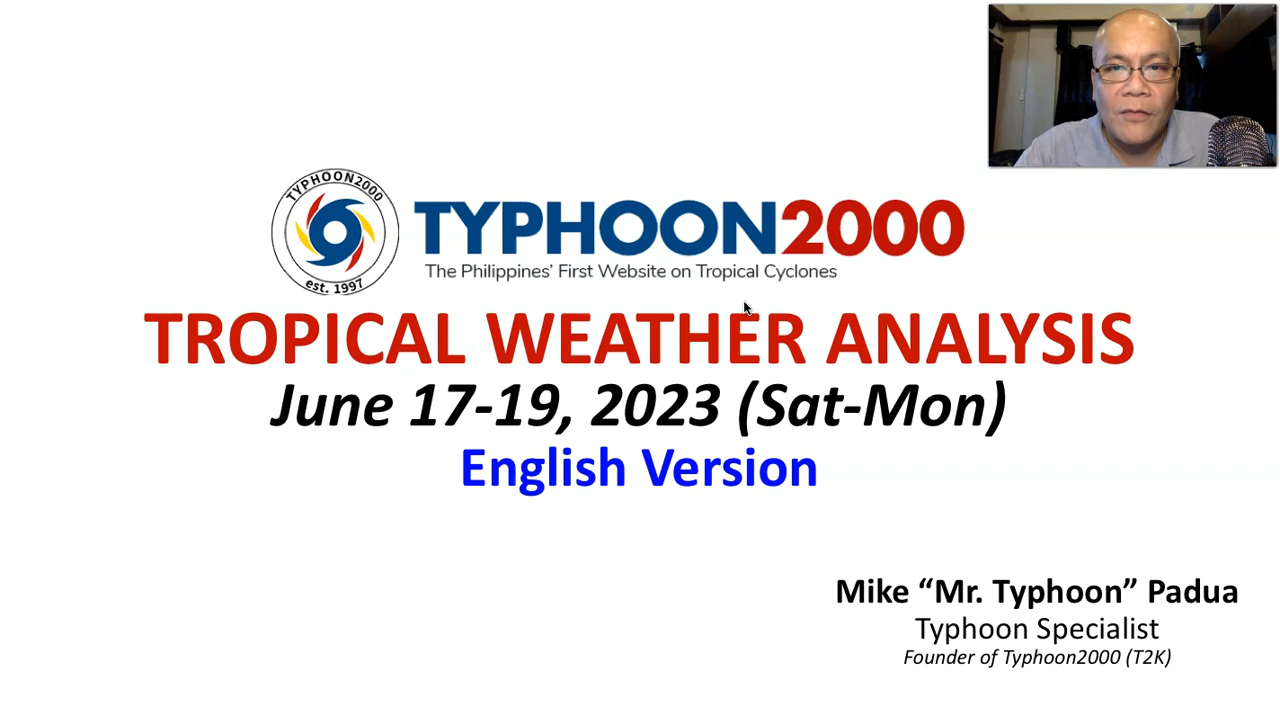 TYPHOON2000
est. 1997
TYPHOON2000
The Philippines' First Website on Tropical Cyclones
TROPICAL WEATHER ANALYSIS
June 17-19, 2023 (Sat-Mon)
English Version
Mike “Mr. Typhoon” Padua
Typhoon Specialist
Founder of Typhoon2000 (T2K)